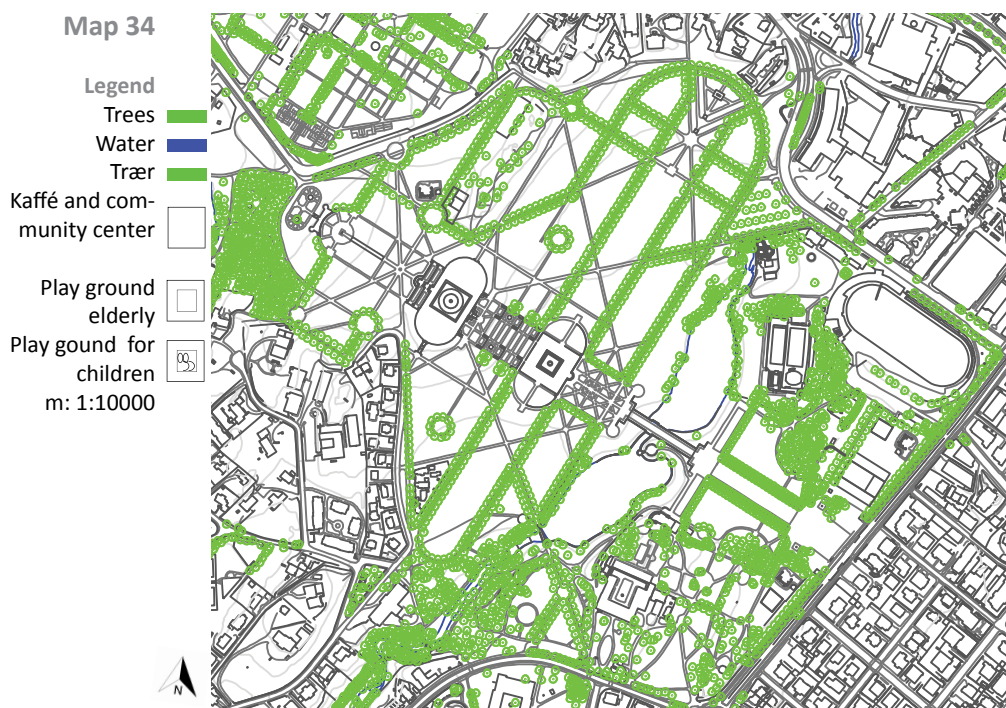 Map 34
Legend
Trees
Water
Trær
Kaffé and com-
munity center
Play ground
elderly
Play gound for
children
m: 1:10000
N